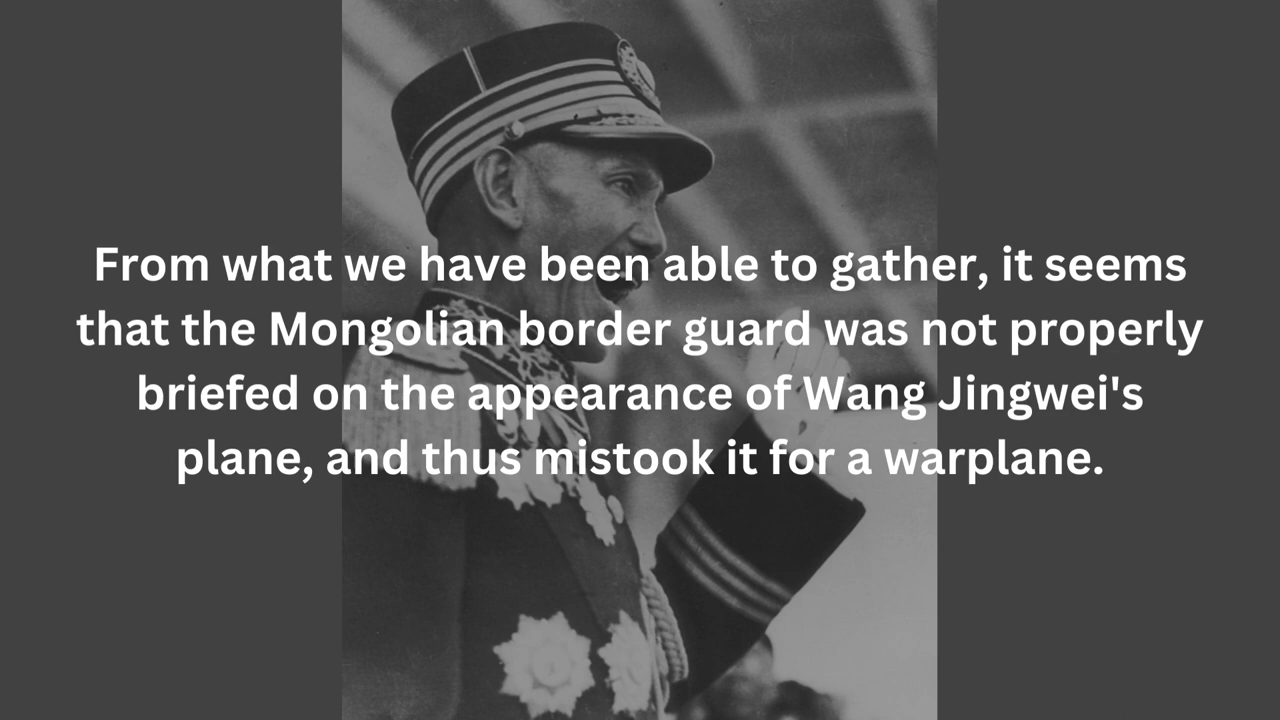 From what we have been able to gather, it seems
that the Mongolian border guard was not properly
briefed on the appearance of Wang Jingwei's
plane, and thus mistook it for a warplane.